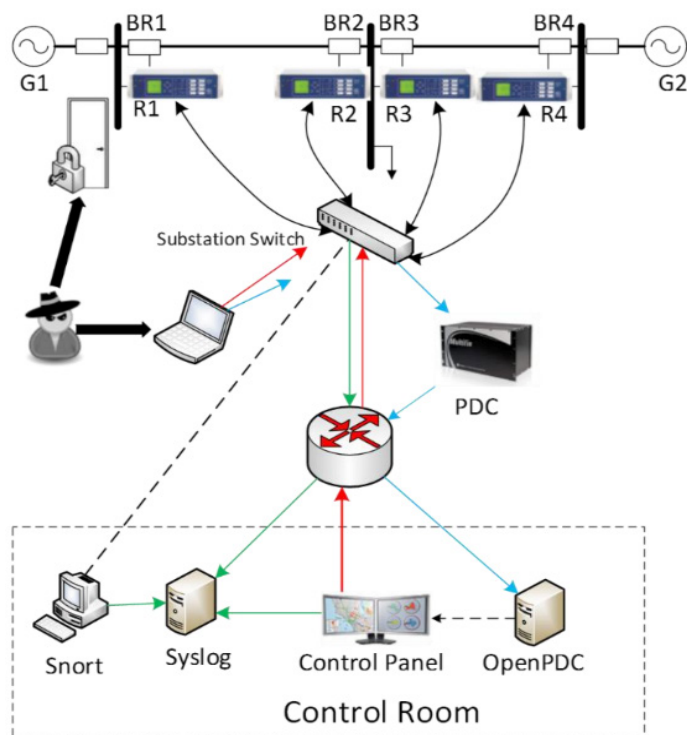 BR1
BR2
BR3
BR4
G1
G2
R1
R2
R3
R4
Substation Switch
PDC
Snort
Syslog
Control Panel
OpenPDC
Control Room